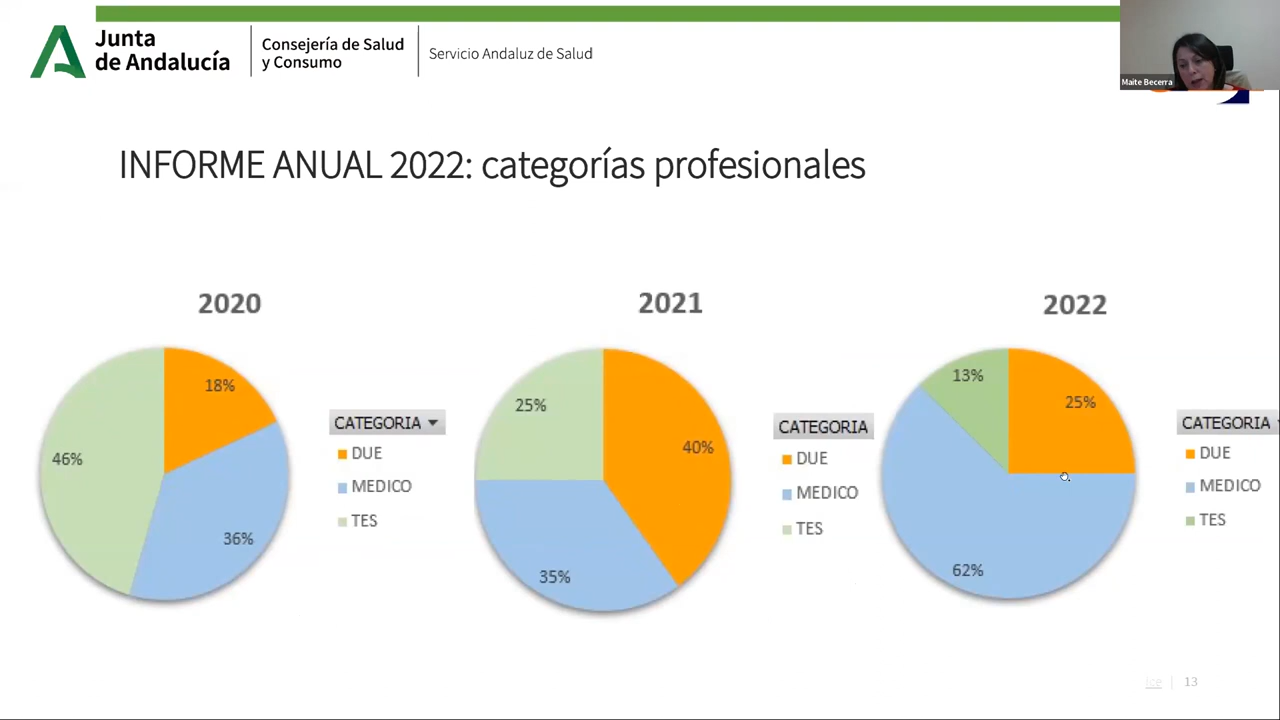 Junta
de Andalucía
Consejería de Salud
y Consumo
Servicio Andaluz de Salud
Maite Becerra
INFORME ANUAL 2022: categorías profesionales
2020
18%
46%
36%
CATEGORIA
DUE
MEDICO
TES
2021
25%
40%
35%
CATEGORIA
DUE
MEDICO
TES
2022
13%
25%
62%
CATEGORIA
DUE
MEDICO
TES
ice | 13